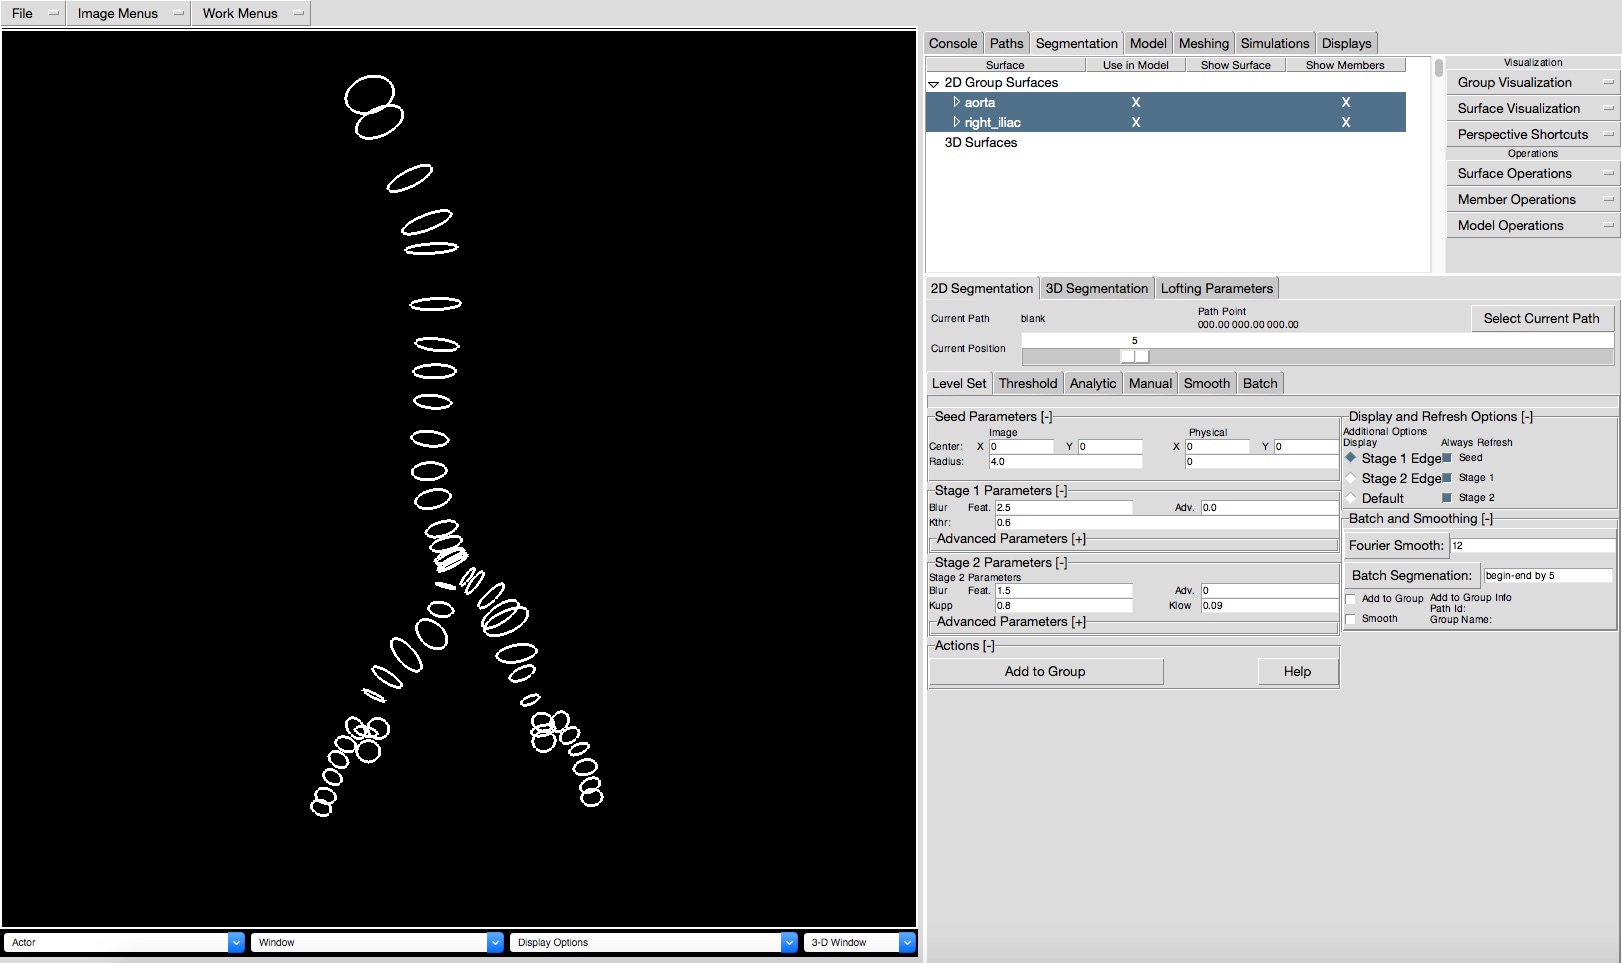 File Image Menus Work Menus
Console Paths Segmentation Model Meshing Simulations Displays
Surface Use in Model Show Surface Show Members
2D Group Surfaces
aorta X X
right_iliac X X
3D Surfaces
Visualization
Group Visualization
Surface Visualization
Perspective Shortcuts
Operations
Surface Operations
Member Operations
Model Operations
2D Segmentation 3D Segmentation Lofting Parameters
Current Path blank
Path Point
000.00 000.00 000.00
Select Current Path
Current Position
5
Level Set Threshold Analytic Manual Smooth Batch
Seed Parameters [-]
Image Physical
Center: X 0 Y 0 X 0 Y 0
Radius: 4.0 0
Stage 1 Parameters [-]
Blur Feat. 2.5 Adv. 0.0
Kthr: 0.6
Advanced Parameters [+]
Stage 2 Parameters [-]
Stage 2 Parameters
Blur Feat. 1.5 Adv. 0
Kupp 0.8 Klow 0.09
Advanced Parameters [+]
Actions [-]
Add to Group Help
Display and Refresh Options [-]
Additional Options
Display Always Refresh
Stage 1 Edge Seed
Stage 2 Edge Stage 1
Default Stage 2
Batch and Smoothing [-]
Fourier Smooth: 12
Batch Segmenation: begin-end by 5
Add to Group Add to Group Info
Path Id:
Smooth Group Name:
Actor Window Display Options 3-D Window